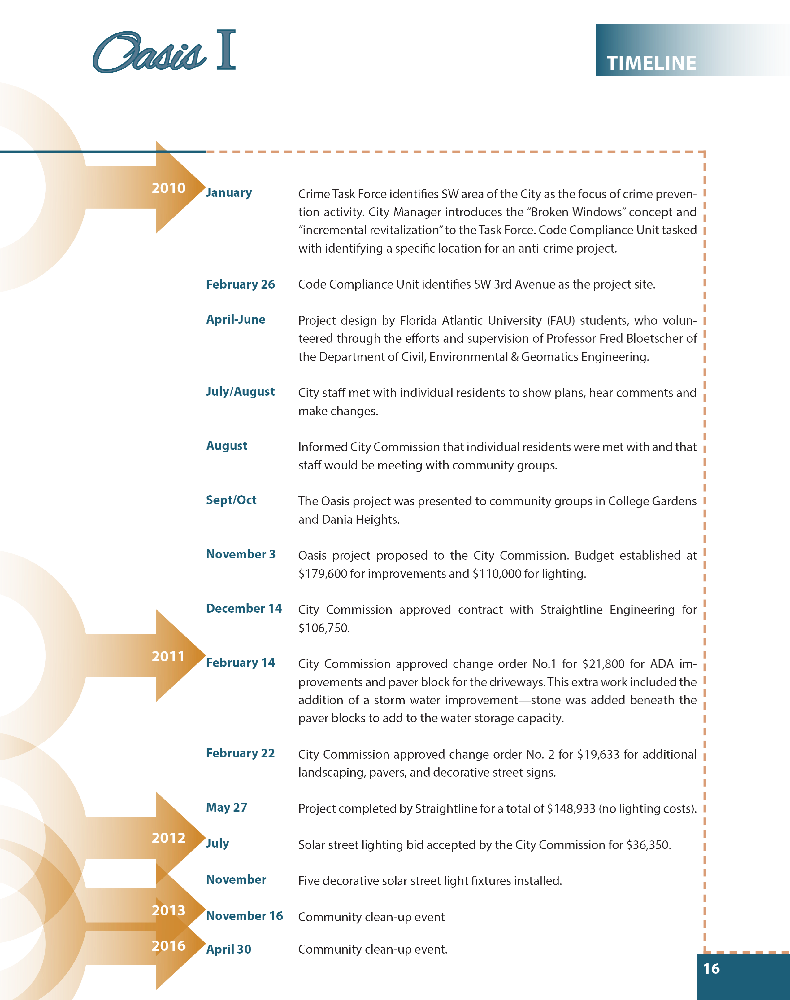 Oasis I
TIMELINE
2010
January
Crime Task Force identifies SW area of the City as the focus of crime preven-
tion activity. City Manager introduces the “Broken Windows” concept and
“incremental revitalization” to the Task Force. Code Compliance Unit tasked
with identifying a specific location for an anti-crime project.
February 26
Code Compliance Unit identifies SW 3rd Avenue as the project site.
April-June
Project design by Florida Atlantic University (FAU) students, who volun-
teered through the efforts and supervision of Professor Fred Bloetscher of
the Department of Civil, Environmental & Geomatics Engineering.
July/August
City staff met with individual residents to show plans, hear comments and
make changes.
August
Informed City Commission that individual residents were met with and that
staff would be meeting with community groups.
Sept/Oct
The Oasis project was presented to community groups in College Gardens
and Dania Heights.
November 3
Oasis project proposed to the City Commission. Budget established at
$179,600 for improvements and $110,000 for lighting.
December 14
City Commission approved contract with Straightline Engineering for
$106,750.
2011
February 14
City Commission approved change order No.1 for $21,800 for ADA im-
provements and paver block for the driveways. This extra work included the
addition of a storm water improvement—stone was added beneath the
paver blocks to add to the water storage capacity.
February 22
City Commission approved change order No. 2 for $19,633 for additional
landscaping, pavers, and decorative street signs.
May 27
Project completed by Straightline for a total of $148,933 (no lighting costs).
2012
July
Solar street lighting bid accepted by the City Commission for $36,350.
November
Five decorative solar street light fixtures installed.
2013
November 16
Community clean-up event
2016
April 30
Community clean-up event.
16